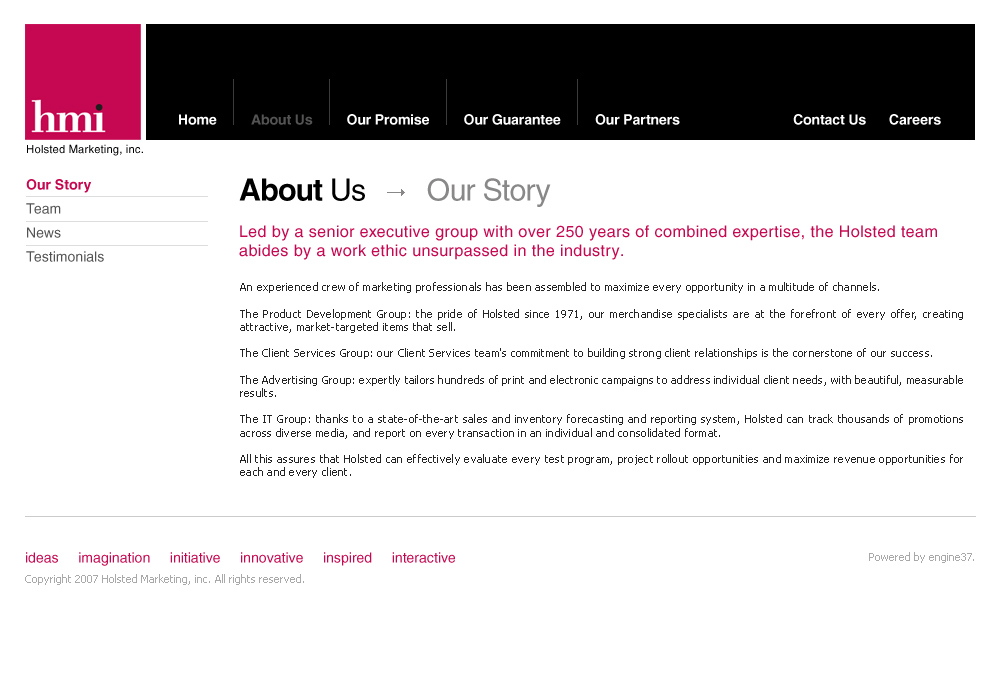 hmi
Holsted Marketing, inc.
Home About Us Our Promise Our Guarantee Our Partners Contact Us Careers
Our Story
Team
News
Testimonials
About Us → Our Story
Led by a senior executive group with over 250 years of combined expertise, the Holsted team
abides by a work ethic unsurpassed in the industry.
An experienced crew of marketing professionals has been assembled to maximize every opportunity in a multitude of channels.
The Product Development Group: the pride of Holsted since 1971, our merchandise specialists are at the forefront of every offer, creating
attractive, market-targeted items that sell.
The Client Services Group: our Client Services team's commitment to building strong client relationships is the cornerstone of our success.
The Advertising Group: expertly tailors hundreds of print and electronic campaigns to address individual client needs, with beautiful, measurable
results.
The IT Group: thanks to a state-of-the-art sales and inventory forecasting and reporting system, Holsted can track thousands of promotions
across diverse media, and report on every transaction in an individual and consolidated format.
All this assures that Holsted can effectively evaluate every test program, project rollout opportunities and maximize revenue opportunities for
each and every client.
ideas imagination initiative innovative inspired interactive
Powered by engine37.
Copyright 2007 Holsted Marketing, inc. All rights reserved.